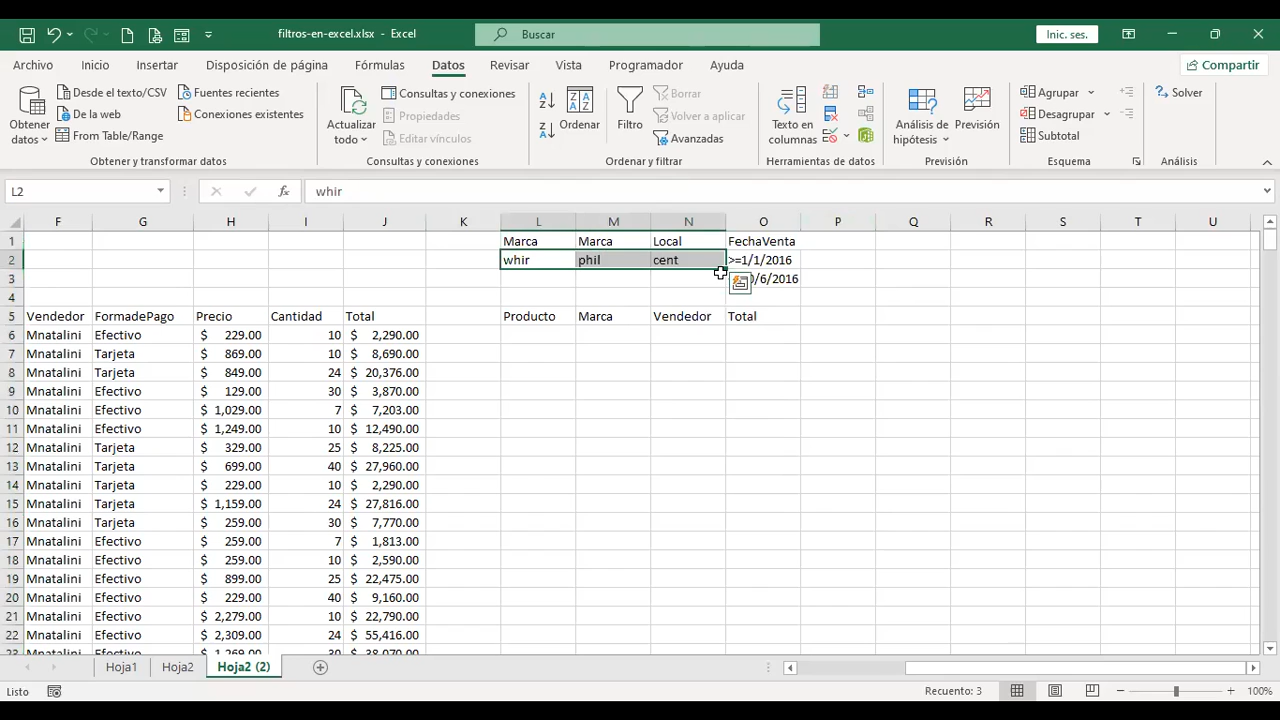 filtros-en-excel.xlsx - Excel
Buscar
Inic. ses.
Archivo Inicio Insertar Disposición de página Fórmulas Datos Revisar Vista Programador Ayuda
Compartir
Obtener datos
Desde el texto/CSV
De la web
From Table/Range
Fuentes recientes
Conexiones existentes
Obtener y transformar datos
Actualizar todo
Consultas y conexiones
Propiedades
Editar vínculos
Consultas y conexiones
Ordenar
Filtro
Borrar
Volver a aplicar
Avanzadas
Ordenar y filtrar
Texto en columnas
Herramientas de datos
Análisis de hipótesis
Previsión
Previsión
Agrupar
Desagrupar
Subtotal
Esquema
Solver
Análisis
L2
whir
F G H I J K L M N O P Q R S T U
1 Marca Marca Local FechaVenta
2 whir phil cent >=1/1/2016
3 0/6/2016
4
5 Vendedor FormadePago Precio Cantidad Total Producto Marca Vendedor Total
6 Mnatalini Efectivo $ 229.00 10 $ 2,290.00
7 Mnatalini Tarjeta $ 869.00 10 $ 8,690.00
8 Mnatalini Tarjeta $ 849.00 24 $ 20,376.00
9 Mnatalini Efectivo $ 129.00 30 $ 3,870.00
10 Mnatalini Efectivo $ 1,029.00 7 $ 7,203.00
11 Mnatalini Efectivo $ 1,249.00 10 $ 12,490.00
12 Mnatalini Tarjeta $ 329.00 25 $ 8,225.00
13 Mnatalini Tarjeta $ 699.00 40 $ 27,960.00
14 Mnatalini Tarjeta $ 229.00 10 $ 2,290.00
15 Mnatalini Tarjeta $ 1,159.00 24 $ 27,816.00
16 Mnatalini Tarjeta $ 259.00 30 $ 7,770.00
17 Mnatalini Efectivo $ 259.00 7 $ 1,813.00
18 Mnatalini Efectivo $ 259.00 10 $ 2,590.00
19 Mnatalini Efectivo $ 899.00 25 $ 22,475.00
20 Mnatalini Efectivo $ 229.00 40 $ 9,160.00
21 Mnatalini Efectivo $ 2,279.00 10 $ 22,790.00
22 Mnatalini Efectivo $ 2,309.00 24 $ 55,416.00
23 Mnatalini Efectivo $ 1,269.00 30 $ 38,070.00
Hoja1 Hoja2 Hoja2 (2)
Listo
Recuento: 3
100%